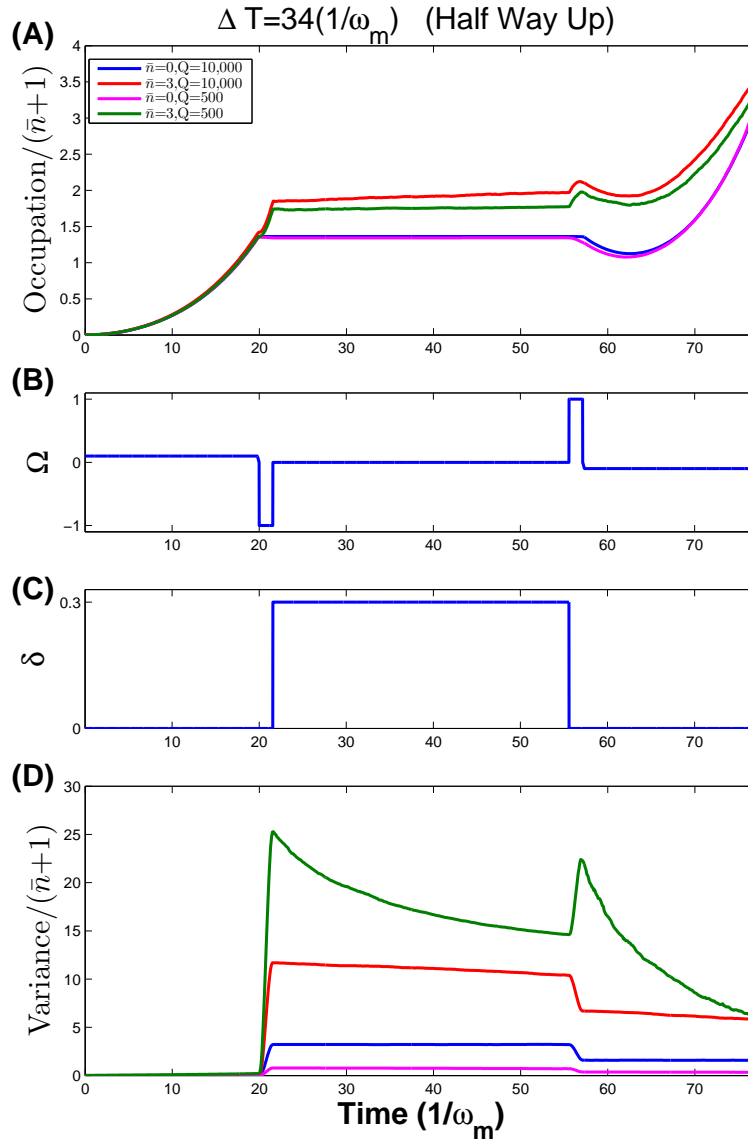 Δ T=34(1/ω_m) (Half Way Up)
(A)
Occupation/(n̄+1)
4
3.5
3
2.5
2
1.5
1
0.5
0
n̄=0,Q=10,000
n̄=3,Q=10,000
n̄=0,Q=500
n̄=3,Q=500
0 10 20 30 40 50 60 70
(B)
Ω
1
0
−1
0 10 20 30 40 50 60 70
(C)
δ
0.3
0
0 10 20 30 40 50 60 70
(D)
Variance/(n̄+1)
30
25
20
15
10
5
0
0 10 20 30 40 50 60 70
Time (1/ω_m)